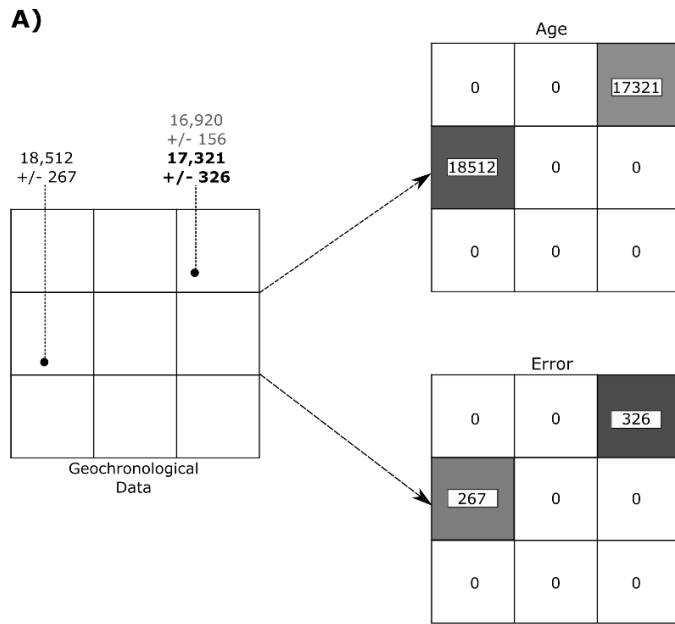 A)
16,920
+/- 156
17,321
+/- 326
18,512
+/- 267
Geochronological
Data
Age
0 0 17321
18512 0 0
0 0 0
Error
0 0 326
267 0 0
0 0 0